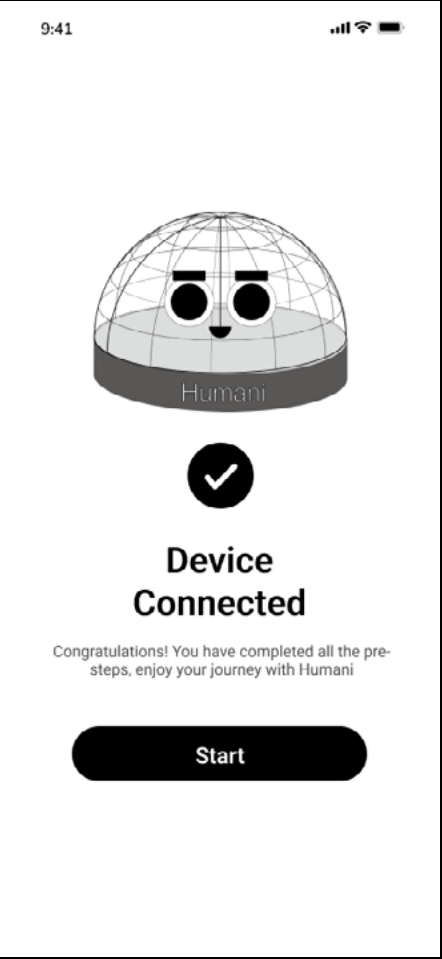 9:41
Humani
Device
Connected
Congratulations! You have completed all the pre-
steps, enjoy your journey with Humani
Start